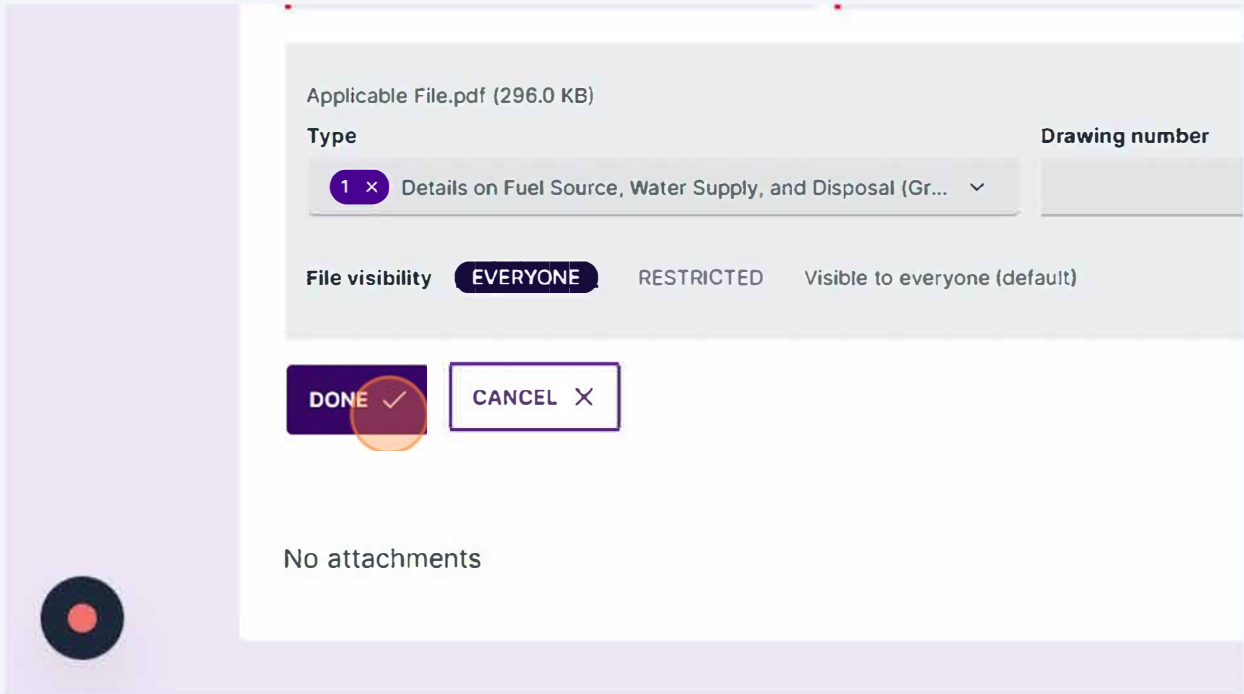 Applicable File.pdf (296.0 KB)
Type
Drawing number
1 × Details on Fuel Source, Water Supply, and Disposal (Gr...
File visibility EVERYONE RESTRICTED Visible to everyone (default)
DONE CANCEL
No attachments